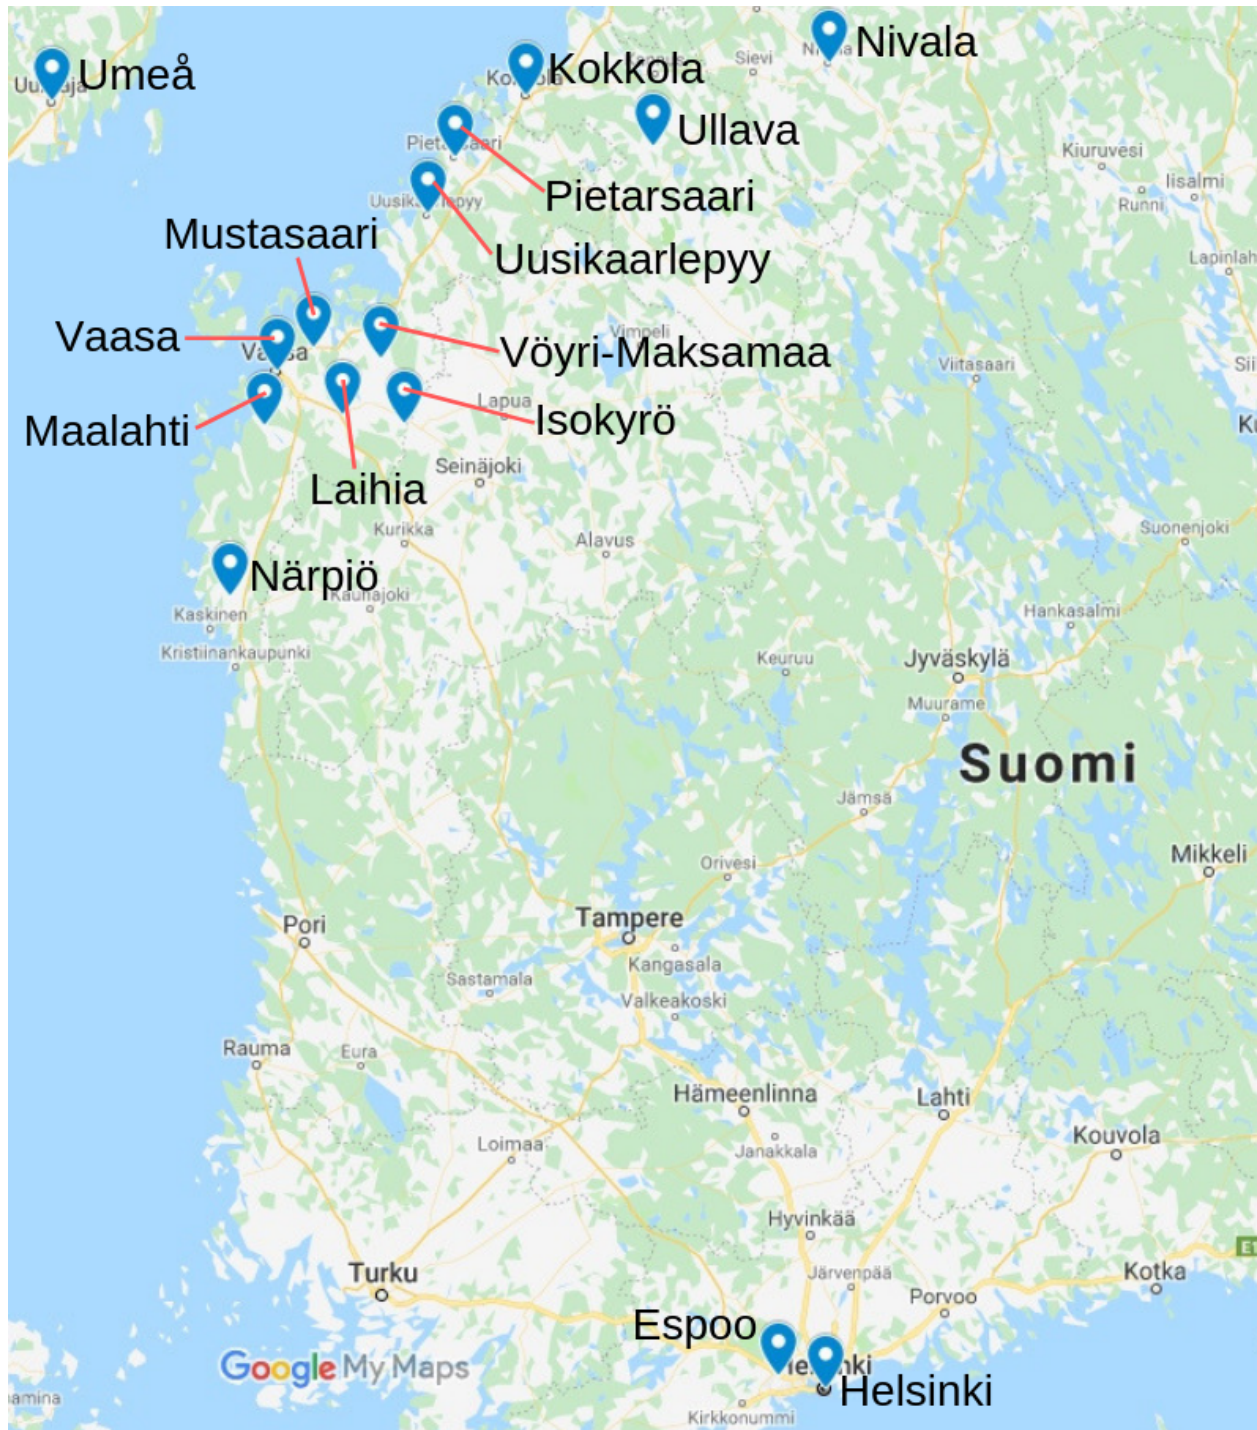 Nivala
Umeå
Kokkola
Sievi
Ullava
Kiuruvesi
Iisalmi
Runni
Pietarsaari
Uusikaarlepyy
Mustasaari
Lapinlah
Vaasa
Vimpeli
Vöyri-Maksamaa
Viitasaari
Sii
Maalahti
Lapua
Isokyrö
Seinäjoki
Laihia
Kurikka
Alavus
Suonenjoki
Närpiö
Kauhajoki
Kaskinen
Hankasalmi
Kristiinankaupunki
Keuruu
Jyväskylä
Muurame
Suomi
Jämsä
Orivesi
Mikkeli
Pori
Tampere
Kangasala
Sastamala
Valkeakoski
Rauma
Eura
Hämeenlinna
Lahti
Kouvola
Loimaa
Janakkala
Hyvinkää
Turku
Järvenpää
Kotka
Porvoo
Espoo
Google My Maps
Helsinki
Kirkkonummi
amina